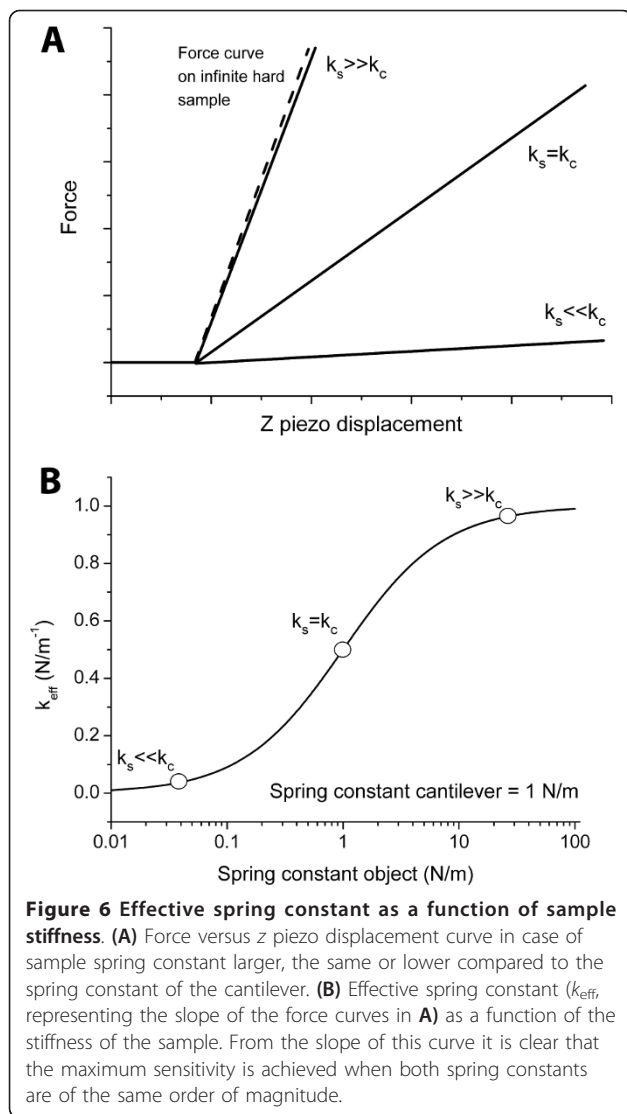 A
Force curve
on infinite hard
sample
k_s>>k_c
k_s=k_c
k_s<<k_c
Force
Z piezo displacement
B
k_s>>k_c
k_s=k_c
k_s<<k_c
1.0
0.8
0.6
0.4
0.2
0.0
k_eff (N/m⁻¹)
Spring constant cantilever = 1 N/m
0.01 0.1 1 10 100
Spring constant object (N/m)
Figure 6 Effective spring constant as a function of sample
stiffness. (A) Force versus z piezo displacement curve in case of
sample spring constant larger, the same or lower compared to the
spring constant of the cantilever. (B) Effective spring constant (k_eff,
representing the slope of the force curves in A) as a function of the
stiffness of the sample. From the slope of this curve it is clear that
the maximum sensitivity is achieved when both spring constants
are of the same order of magnitude.